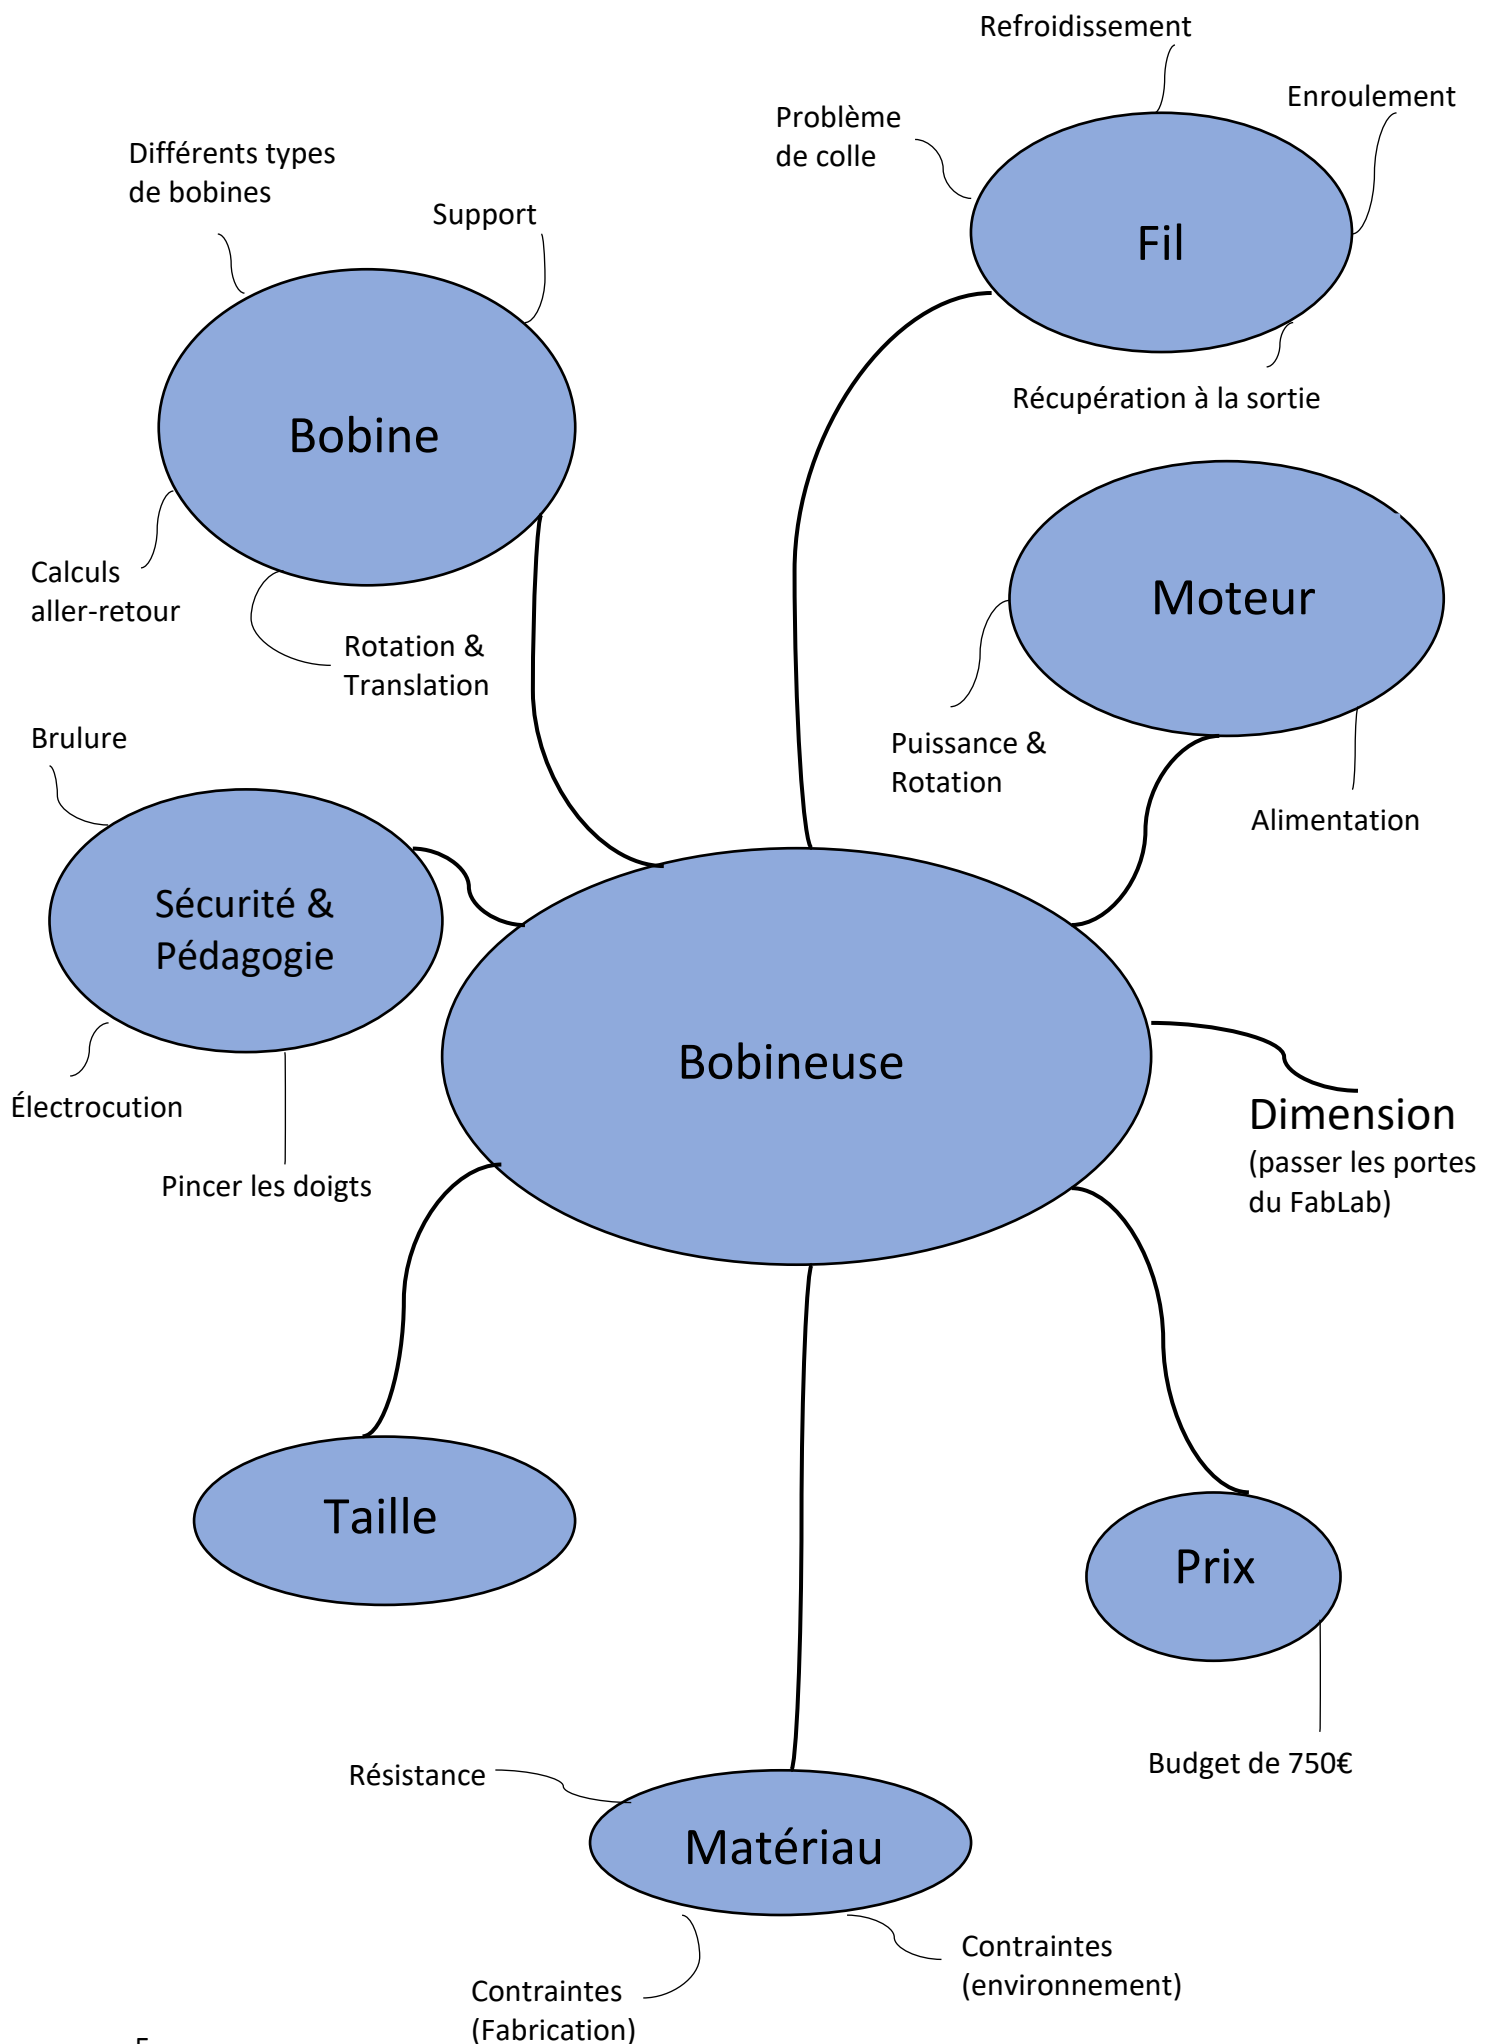 Refroidissement
Enroulement
Problème
de colle
Fil
Récupération à la sortie
Différents types
de bobines
Support
Bobine
Calculs
aller-retour
Rotation &
Translation
Moteur
Puissance &
Rotation
Alimentation
Brulure
Sécurité &
Pédagogie
Électrocution
Pincer les doigts
Bobineuse
Dimension
(passer les portes
du FabLab)
Taille
Prix
Budget de 750€
Résistance
Matériau
Contraintes
(environnement)
Contraintes
(Fabrication)